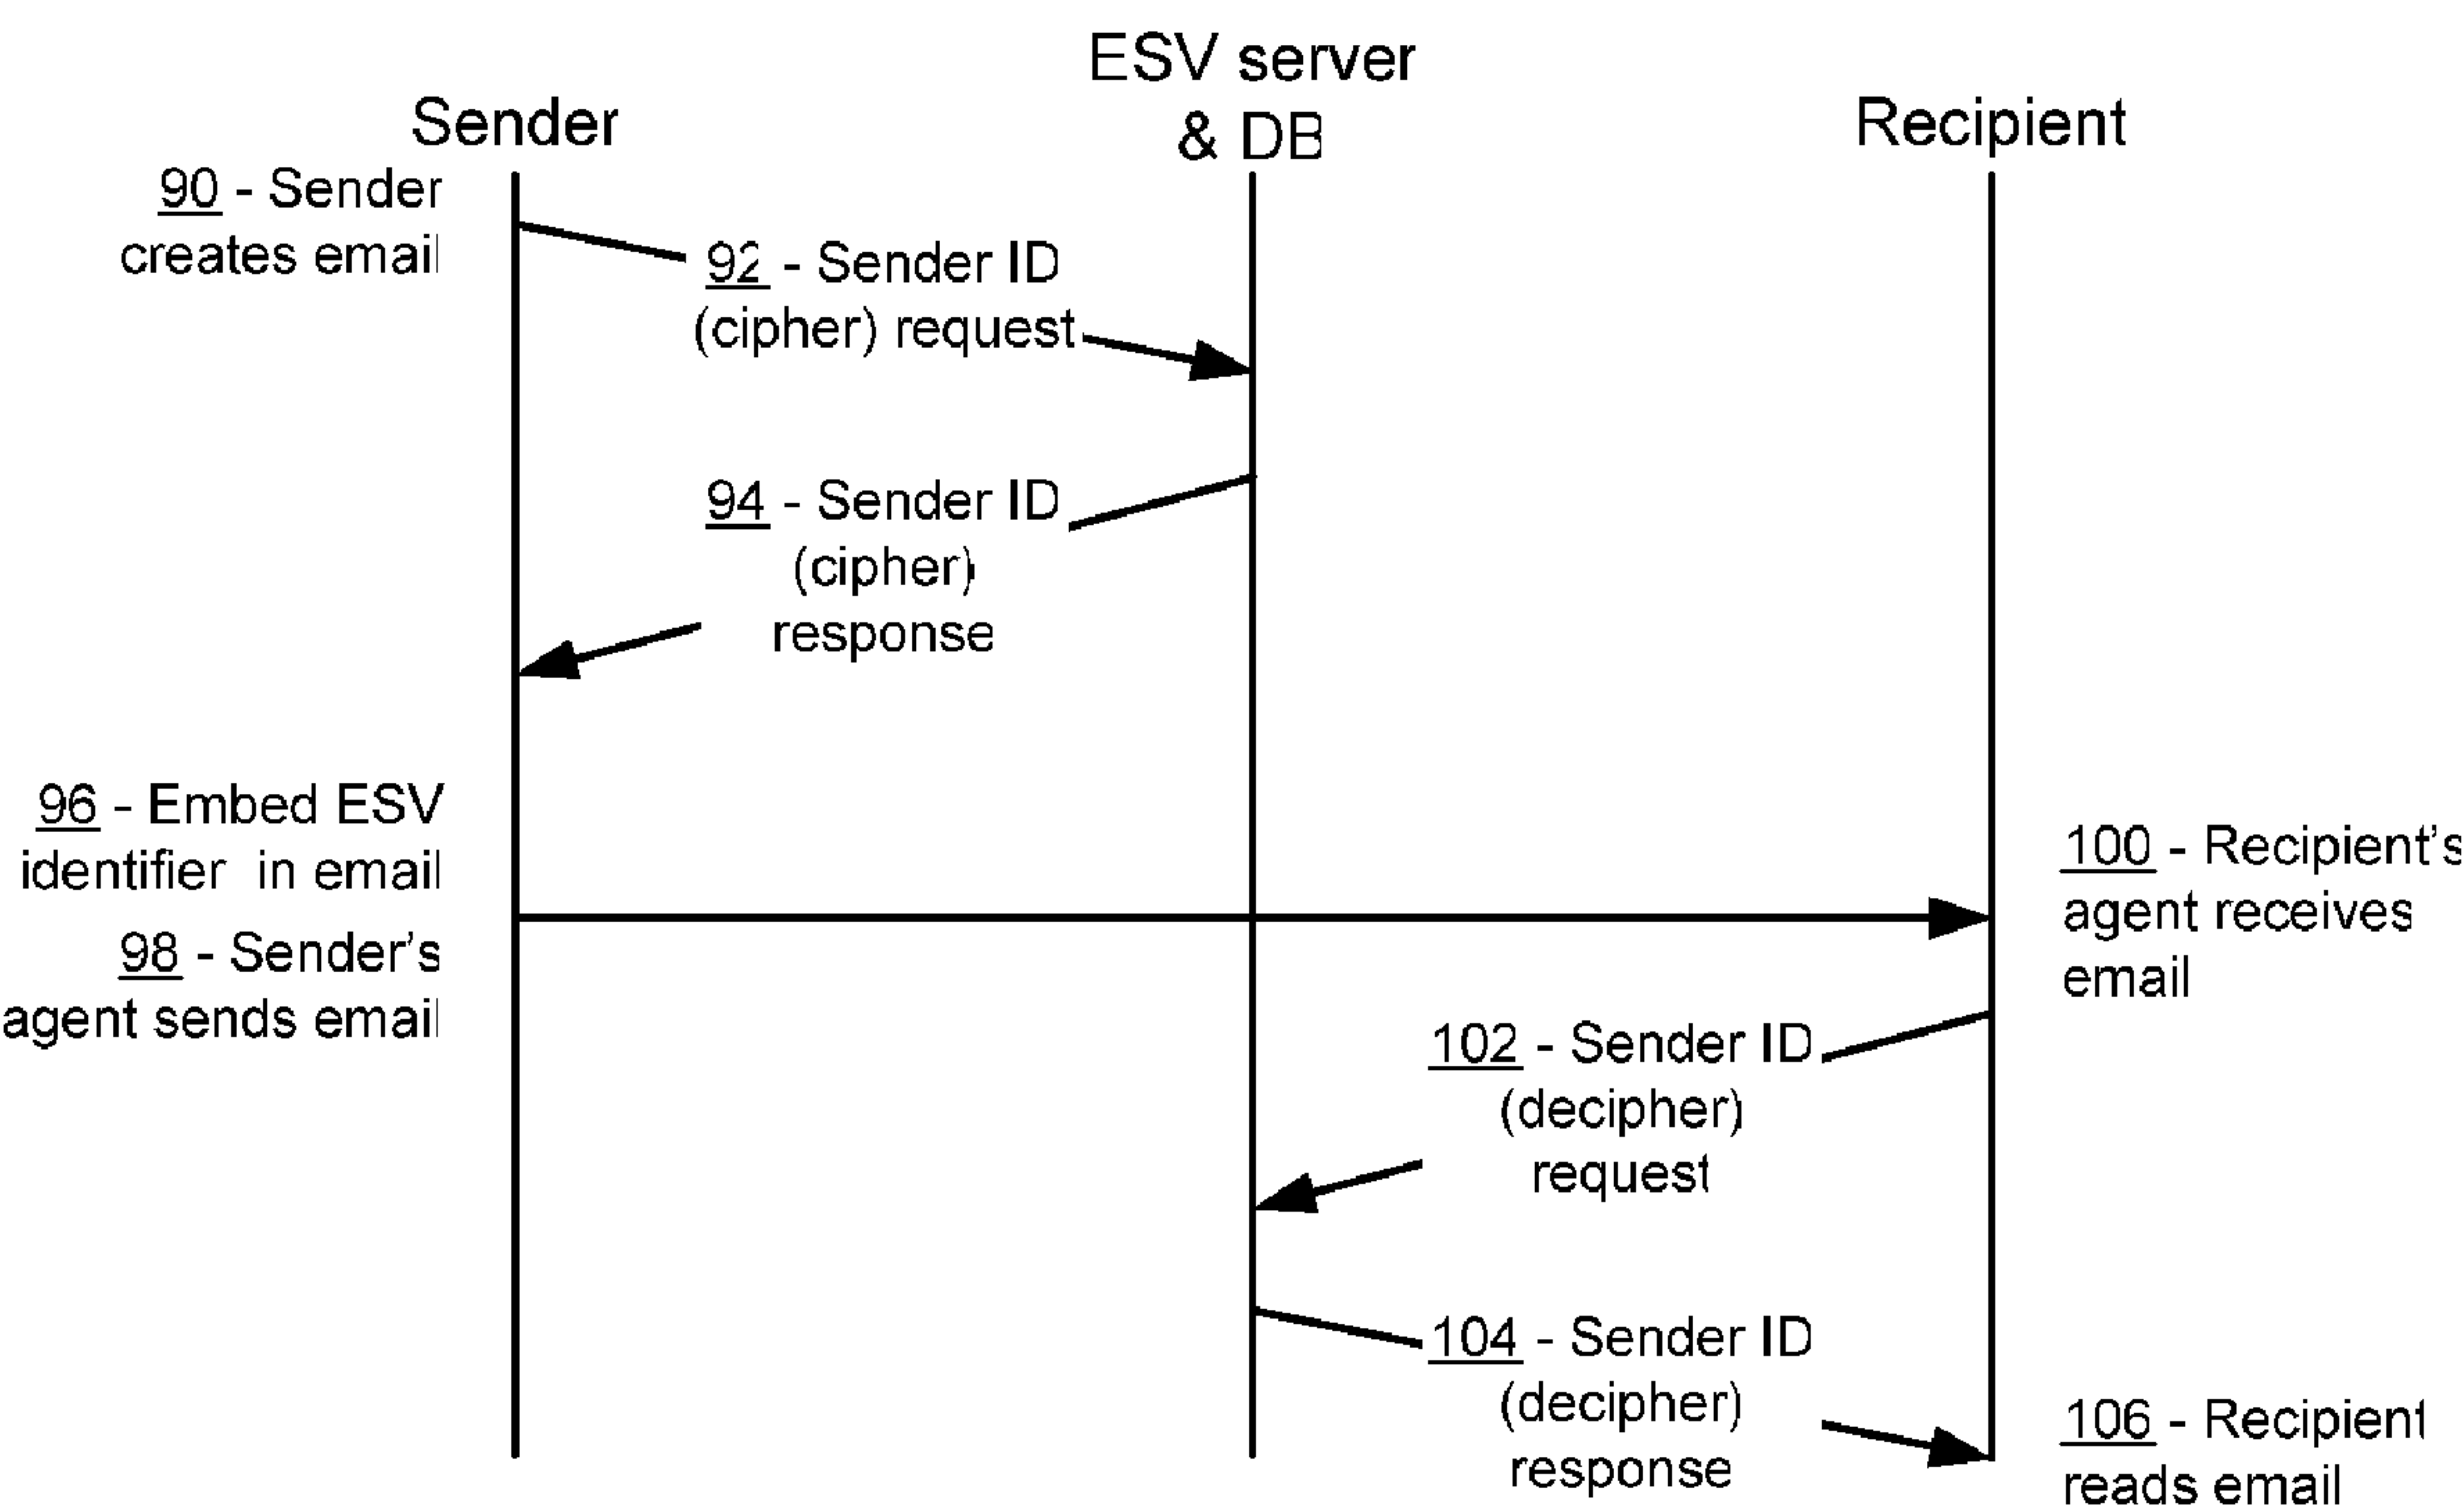 Sender
ESV server
& DB
Recipient
90 - Sender
creates email
92 - Sender ID
(cipher) request
94 - Sender ID
(cipher)
response
96 - Embed ESV
identifier in email
98 - Sender's
agent sends email
100 - Recipient's
agent receives
email
102 - Sender ID
(decipher)
request
104 - Sender ID
(decipher)
response
106 - Recipient
reads email